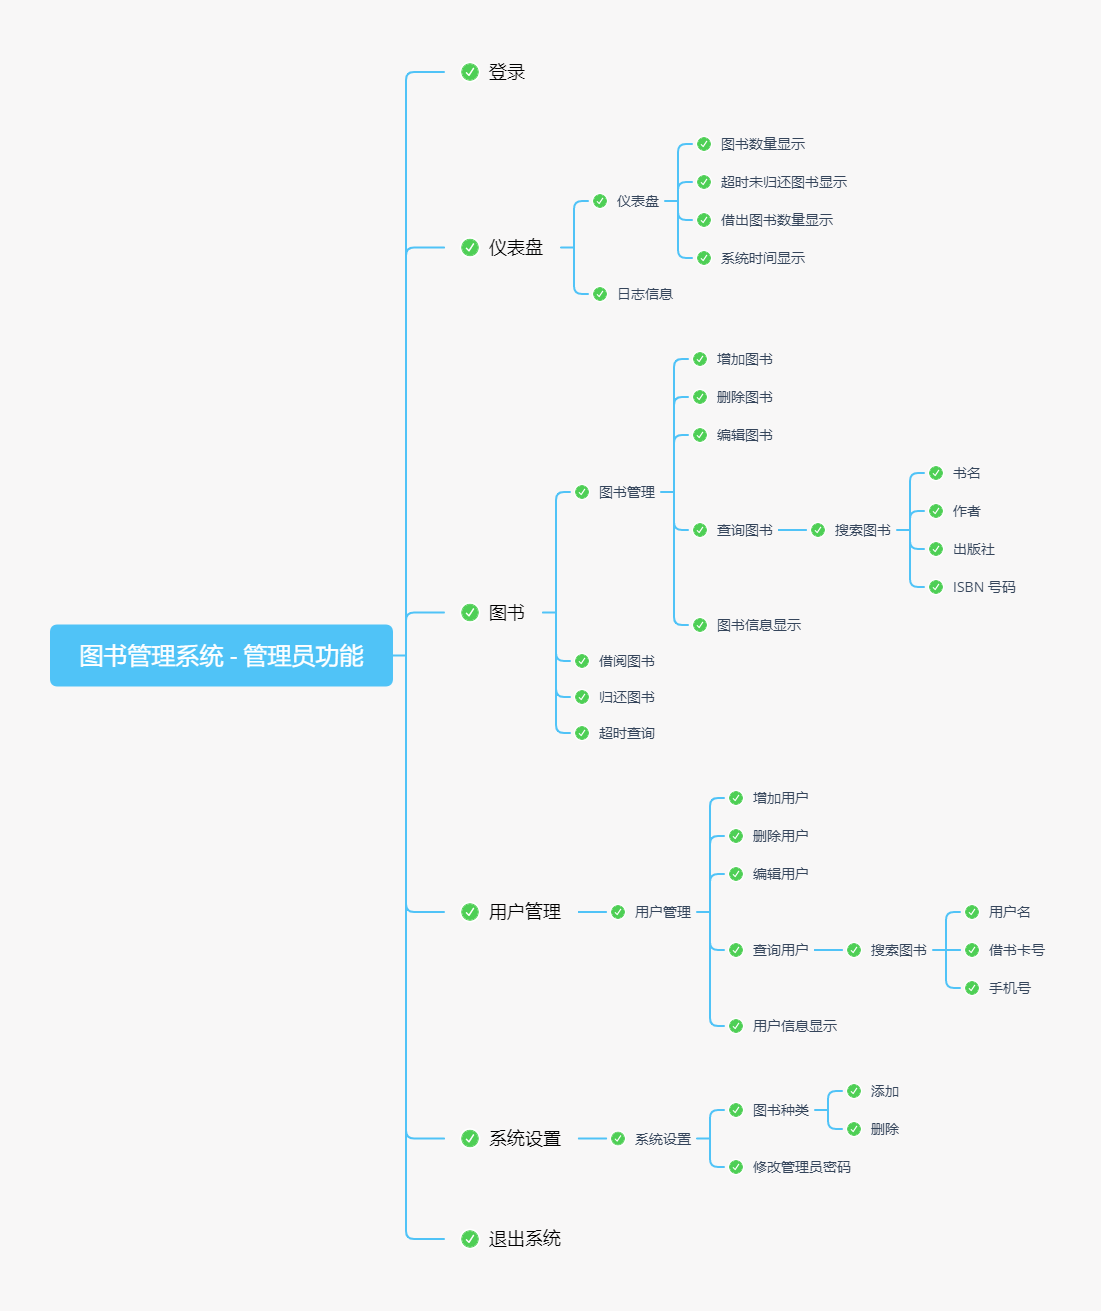 图书管理系统 - 管理员功能
登录
仪表盘
仪表盘
图书数量显示
超时未归还图书显示
借出图书数量显示
系统时间显示
日志信息
图书
图书管理
增加图书
删除图书
编辑图书
查询图书
搜索图书
书名
作者
出版社
ISBN 号码
图书信息显示
借阅图书
归还图书
超时查询
用户管理
用户管理
增加用户
删除用户
编辑用户
查询用户
搜索图书
用户名
借书卡号
手机号
用户信息显示
系统设置
系统设置
图书种类
添加
删除
修改管理员密码
退出系统